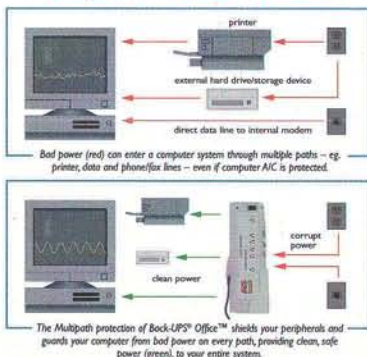 printer
external hard drive/storage device
direct data line to internal modem
Bad power (red) can enter a computer system through multiple paths – eg.
printer, data and phone/fax lines – even if computer A/C is protected.
corrupt
power
clean power
The Multipath protection of Back-UPS® Office™ shields your peripherals and
guards your computer from bad power on every path, providing clean, safe
power (green), to your entire system.